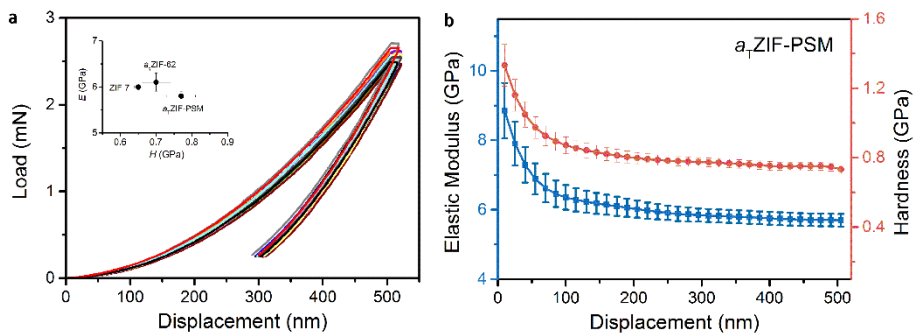 a
Load (mN)
3
2
1
0
0
100
200
300
400
500
Displacement (nm)
E (GPa)
7
6
5
0.6
0.7
0.8
0.9
H (GPa)
ZIF 7
aTZIF-62
aTZIF-PSM
b
aTZIF-PSM
Elastic Modulus (GPa)
10
8
6
4
Hardness (GPa)
1.6
1.2
0.8
0.4
0
100
200
300
400
500
Displacement (nm)